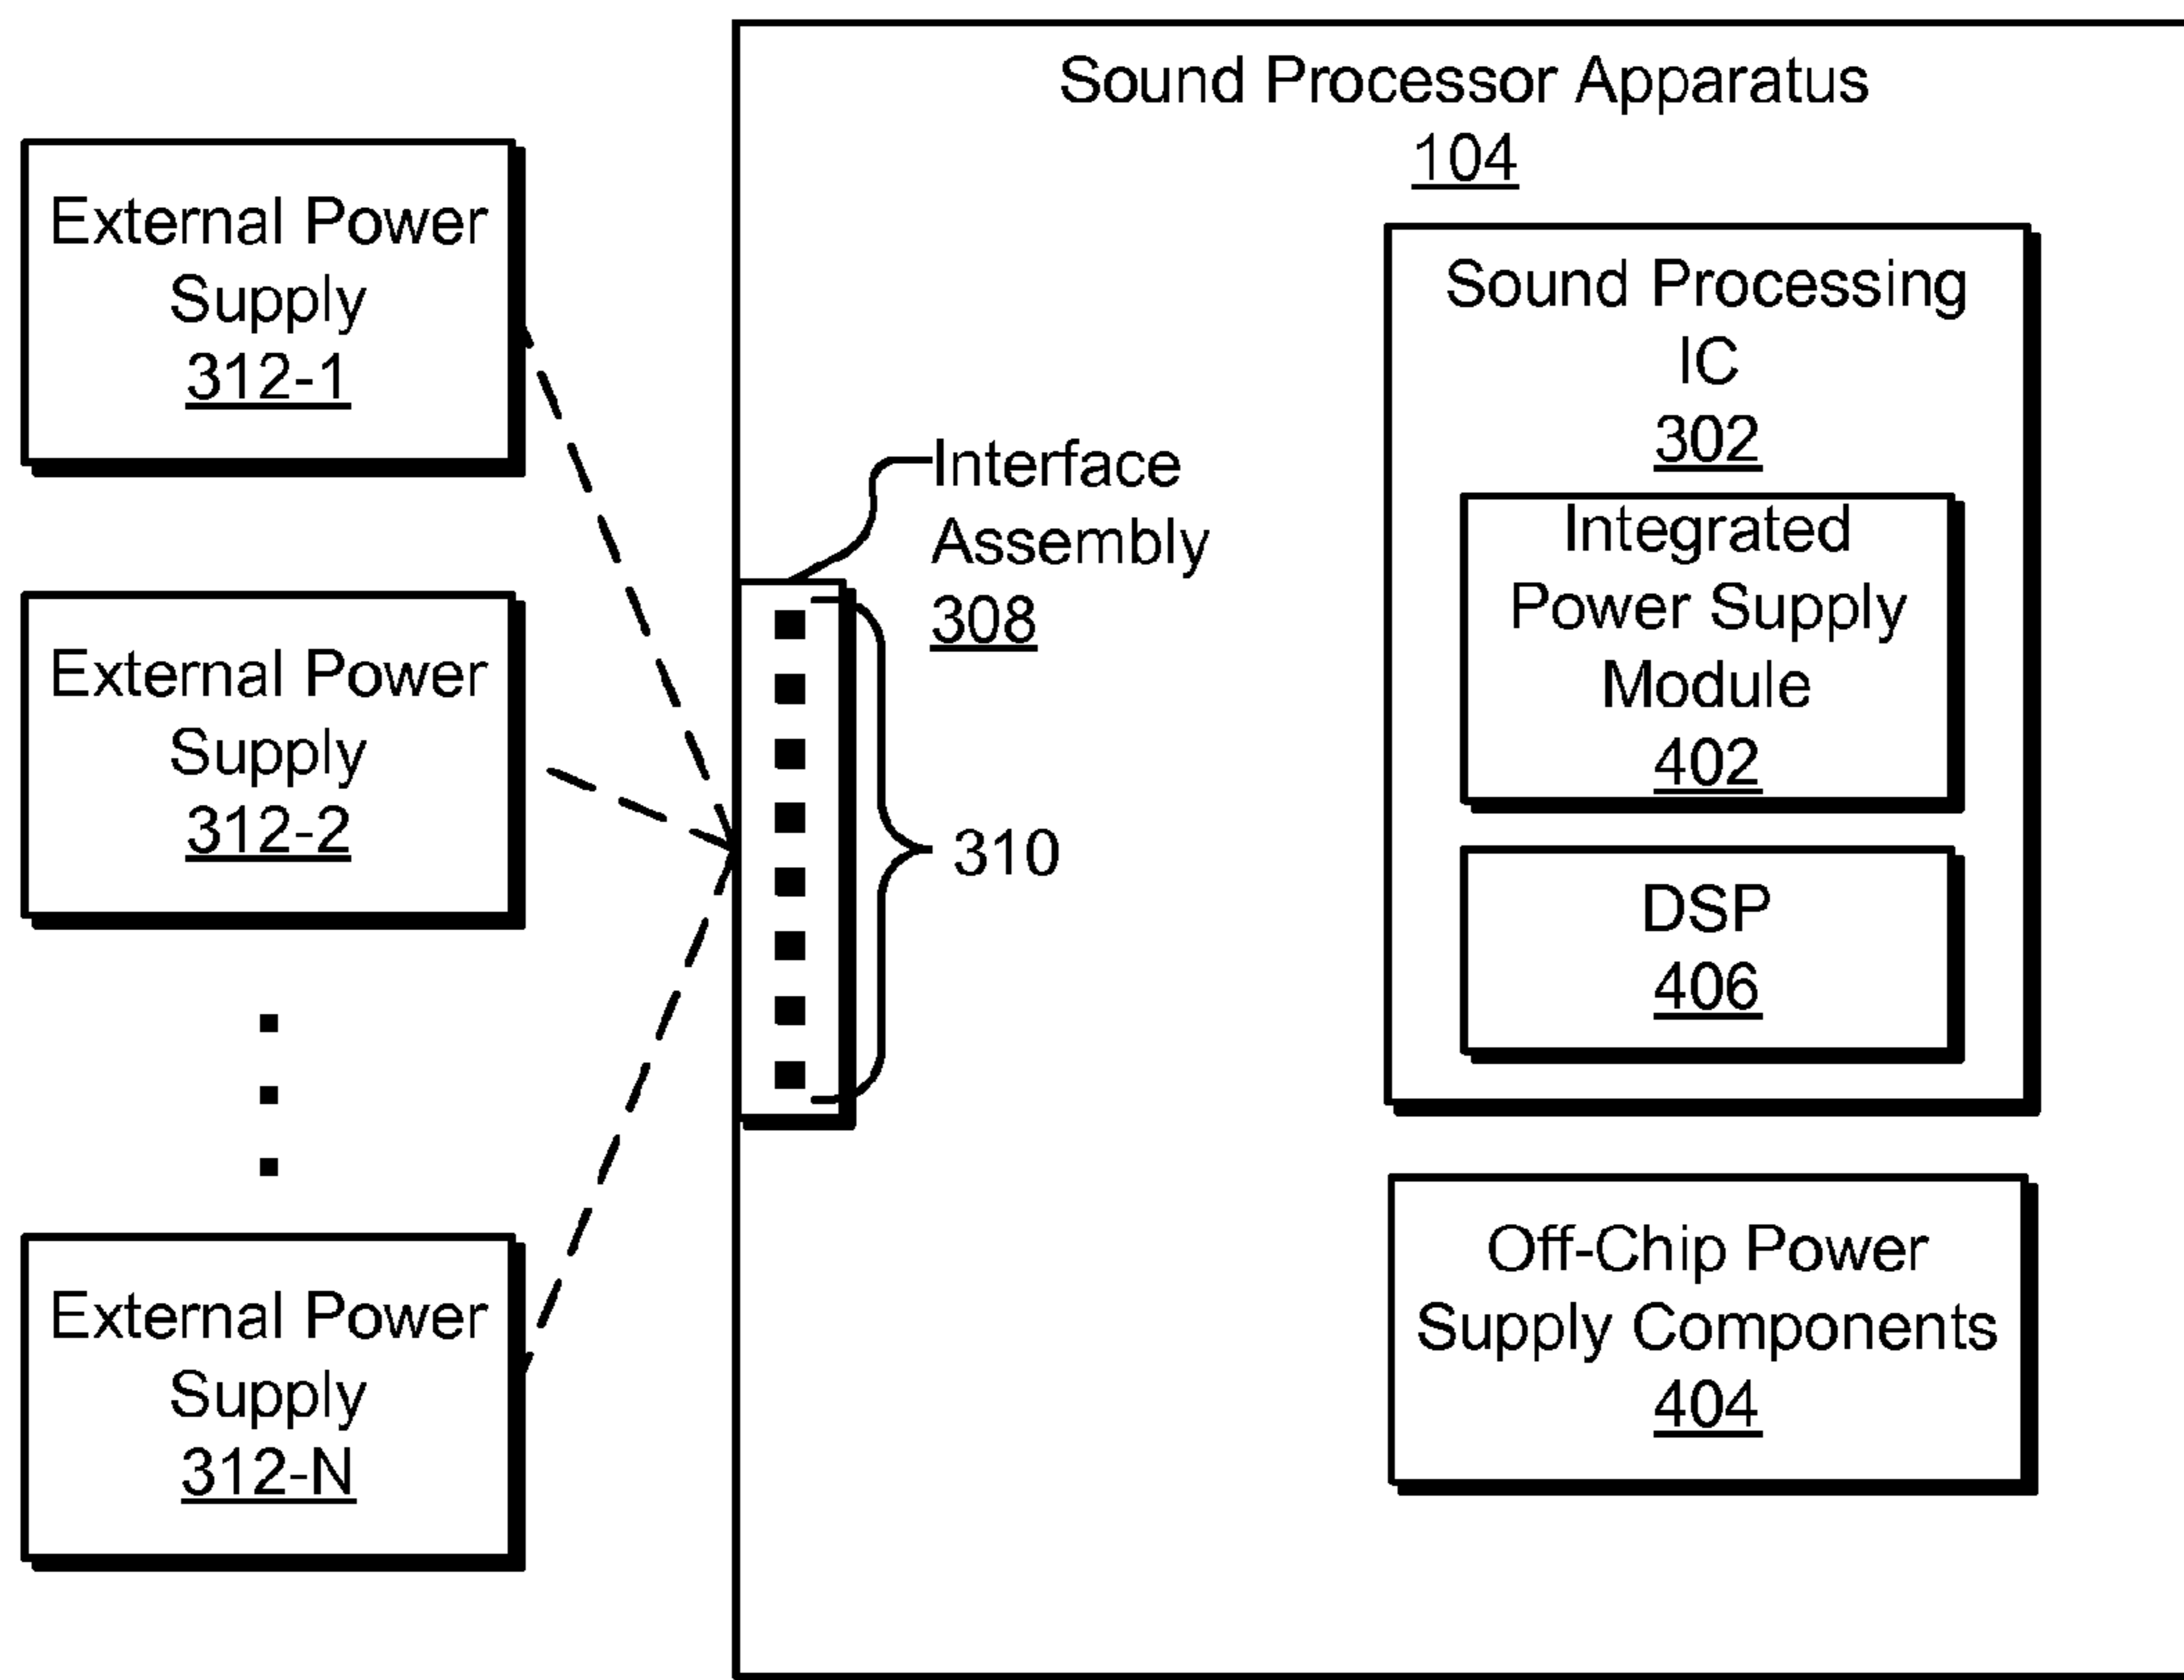 Sound Processor Apparatus
104
External Power
Supply
312-1
External Power
Supply
312-2
External Power
Supply
312-N
Interface
Assembly
308
310
Sound Processing
IC
302
Integrated
Power Supply
Module
402
DSP
406
Off-Chip Power
Supply Components
404